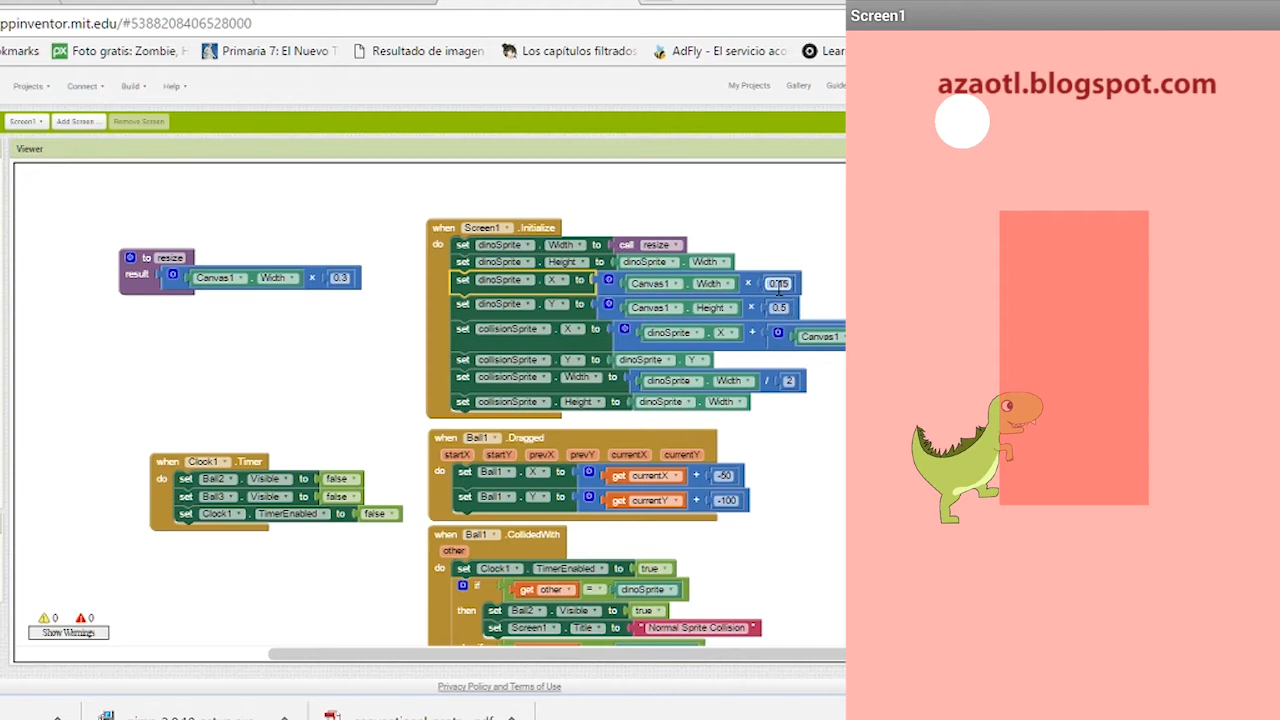 ppinventor.mit.edu/#5388208406528000
okmarks Foto gratis: Zombie, H Primaria 7: El Nuevo T Resultado de imagen Los capítulos filtrados AdFly - El servicio aco Lear
Projects Connect Build Help My Projects Gallery Guide
Screen1 Add Screen ... Remove Screen
Viewer
to resize
result Canvas1 . Width × 0.3
when Screen1 .Initialize
do set dinoSprite . Width to call resize
set dinoSprite . Height to dinoSprite . Width
set dinoSprite . X to Canvas1 . Width ×
set dinoSprite . Y to Canvas1 . Height × 0.5
set collisionSprite . X to dinoSprite . X + Canvas1
set collisionSprite . Y to dinoSprite . Y
set collisionSprite . Width to dinoSprite . Width / 2
set collisionSprite . Height to dinoSprite . Width
when Clock1 .Timer
do set Ball2 . Visible to false
set Ball3 . Visible to false
set Clock1 . TimerEnabled to false
when Ball1 .Dragged
startX startY prevX prevY currentX currentY
do set Ball1 . X to get currentX + -50
set Ball1 . Y to get currentY + -100
when Ball1 .CollidedWith
other
do set Clock1 . TimerEnabled to true
if get other = dinoSprite
then set Ball2 . Visible to true
set Screen1 . Title to " Normal Sprite Collision "
0 0
Show Warnings
Privacy Policy and Terms of Use
Screen1
azaotl.blogspot.com